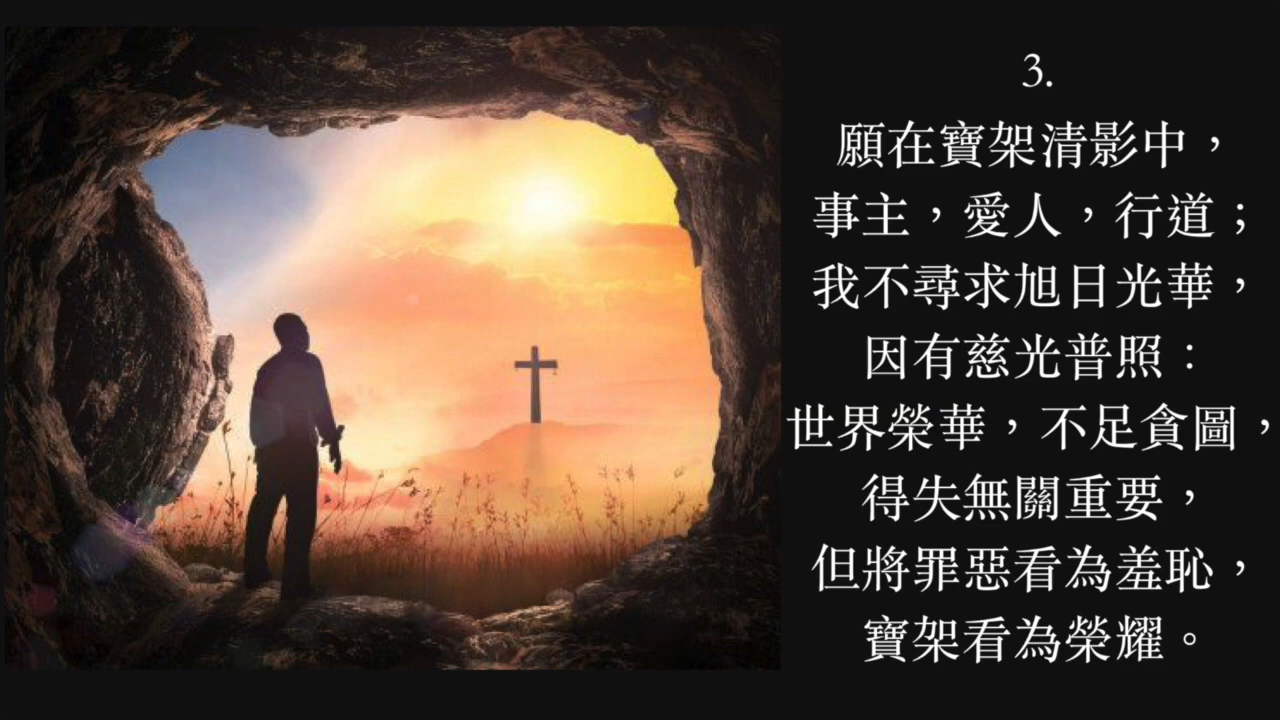 3.
願在寶架清影中，
事主，愛人，行道；
我不尋求旭日光華，
因有慈光普照：
世界榮華，不足貪圖，
得失無關重要，
但將罪惡看為羞恥，
寶架看為榮耀。